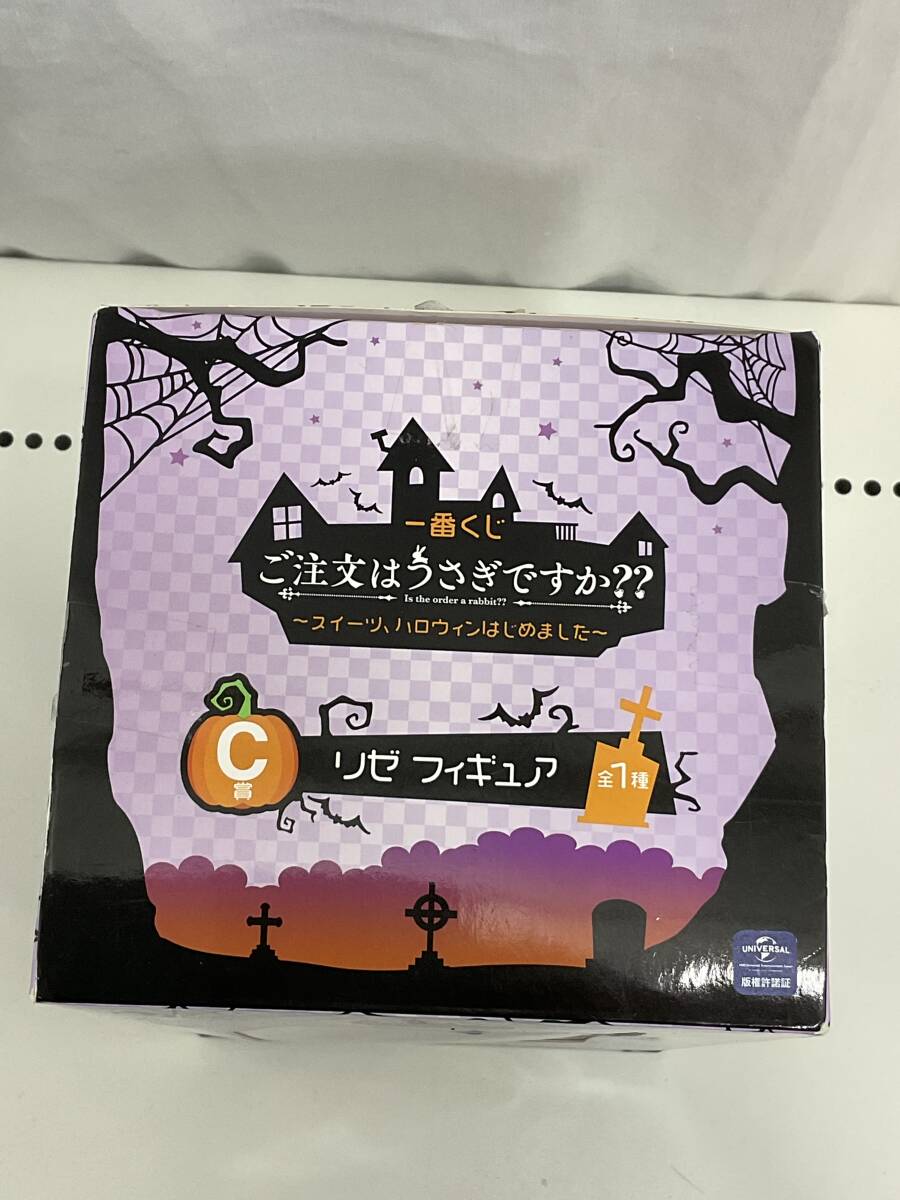 一番くじ
ご注文はうさぎですか??
Is the order a rabbit??
～スイーツ、ハロウィンはじめました～
C賞
リゼ フィギュア
全1種
UNIVERSAL
版権許諾証